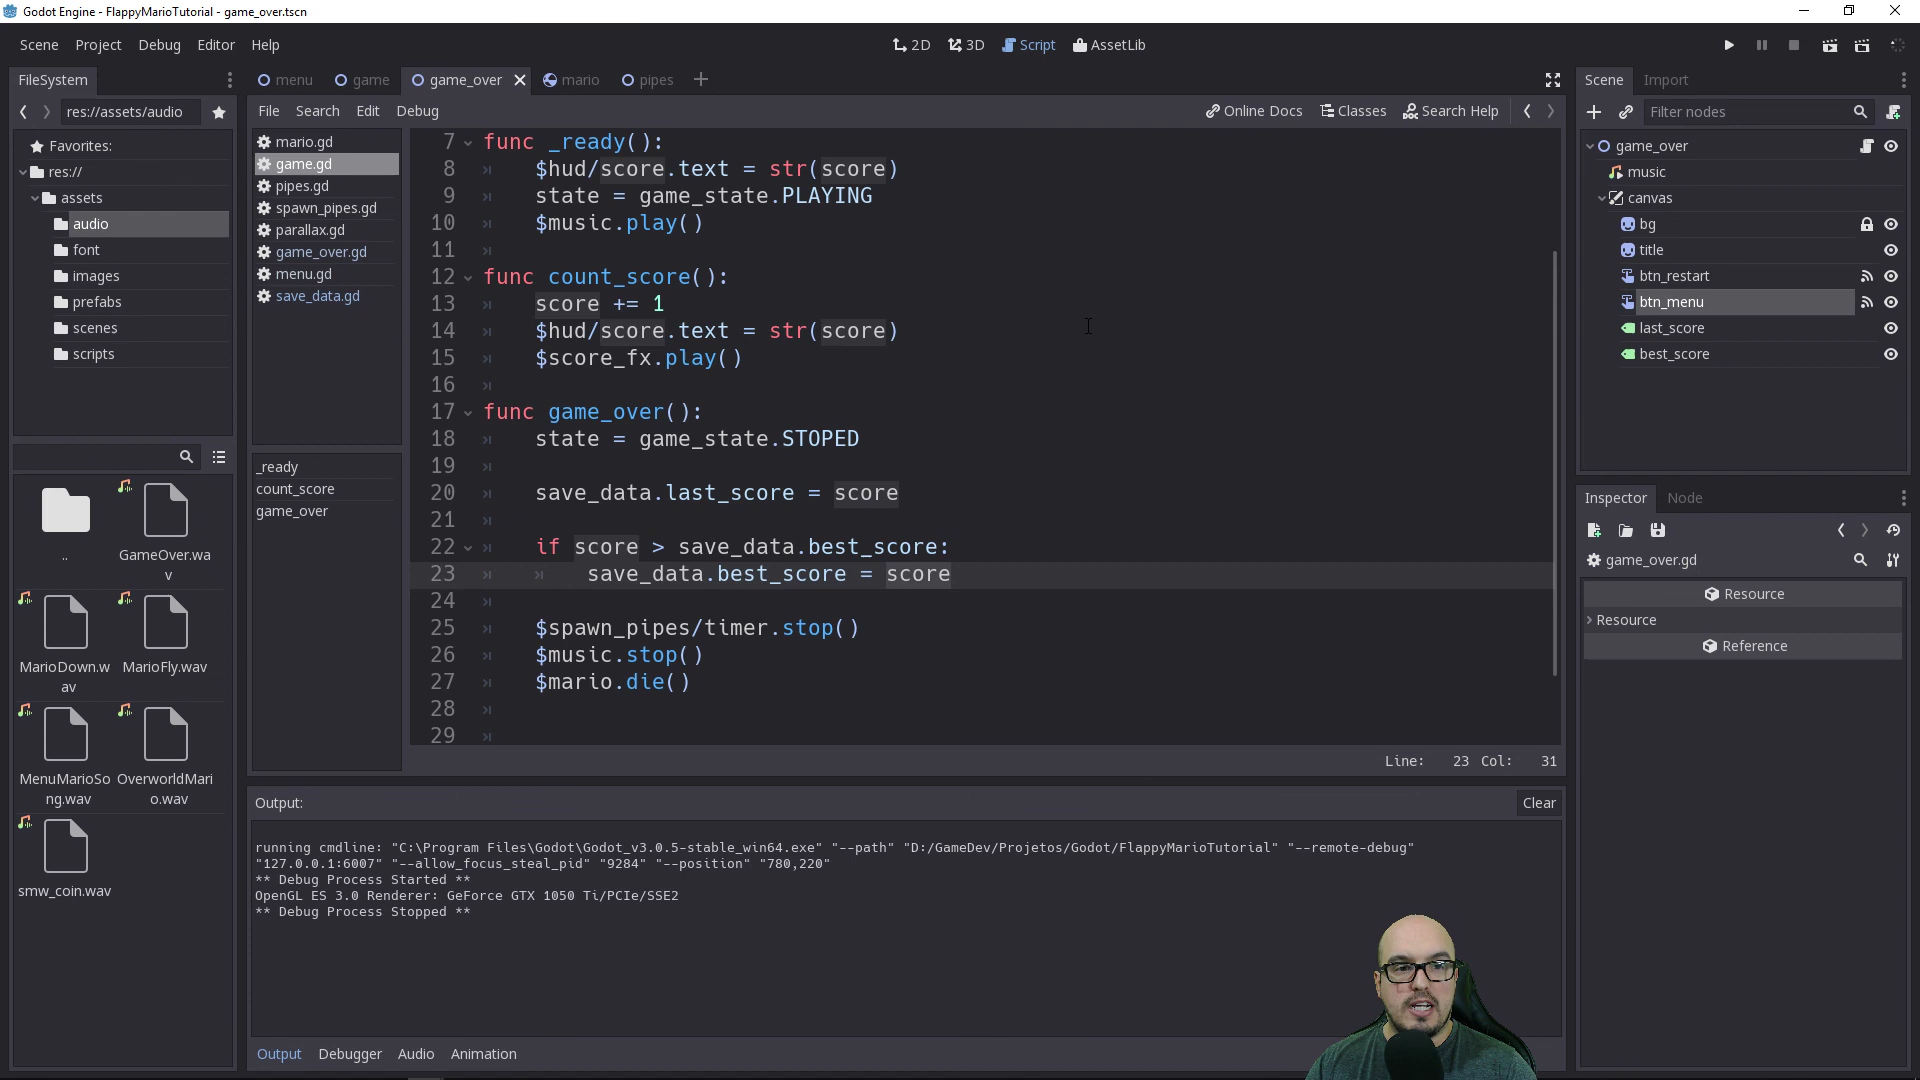 Godot Engine - FlappyMarioTutorial - game_over.tscn
Scene Project Debug Editor Help
2D 3D Script AssetLib
FileSystem
res://assets/audio
Favorites:
res://
assets
audio
font
images
prefabs
scenes
scripts
..
GameOver.wa
v
MarioDown.w
av
MarioFly.wav
MenuMarioSo
ng.wav
OverworldMari
o.wav
smw_coin.wav
menu game game_over mario pipes
File Search Edit Debug
Online Docs Classes Search Help
mario.gd
game.gd
pipes.gd
spawn_pipes.gd
parallax.gd
game_over.gd
menu.gd
save_data.gd
_ready
count_score
game_over
7 func _ready():
8 $hud/score.text = str(score)
9 state = game_state.PLAYING
10 $music.play()
11
12 func count_score():
13 score += 1
14 $hud/score.text = str(score)
15 $score_fx.play()
16
17 func game_over():
18 state = game_state.STOPED
19
20 save_data.last_score = score
21
22 if score > save_data.best_score:
23 save_data.best_score = score
24
25 $spawn_pipes/timer.stop()
26 $music.stop()
27 $mario.die()
28
29
Line: 23 Col: 31
Output:
Clear
running cmdline: "C:\Program Files\Godot\Godot_v3.0.5-stable_win64.exe" "--path" "D:/GameDev/Projetos/Godot/FlappyMarioTutorial" "--remote-debug"
"127.0.0.1:6007" "--allow_focus_steal_pid" "9284" "--position" "780,220"
** Debug Process Started **
OpenGL ES 3.0 Renderer: GeForce GTX 1050 Ti/PCIe/SSE2
** Debug Process Stopped **
Output Debugger Audio Animation
Scene Import
Filter nodes
game_over
music
canvas
bg
title
btn_restart
btn_menu
last_score
best_score
Inspector Node
game_over.gd
Resource
Resource
Reference